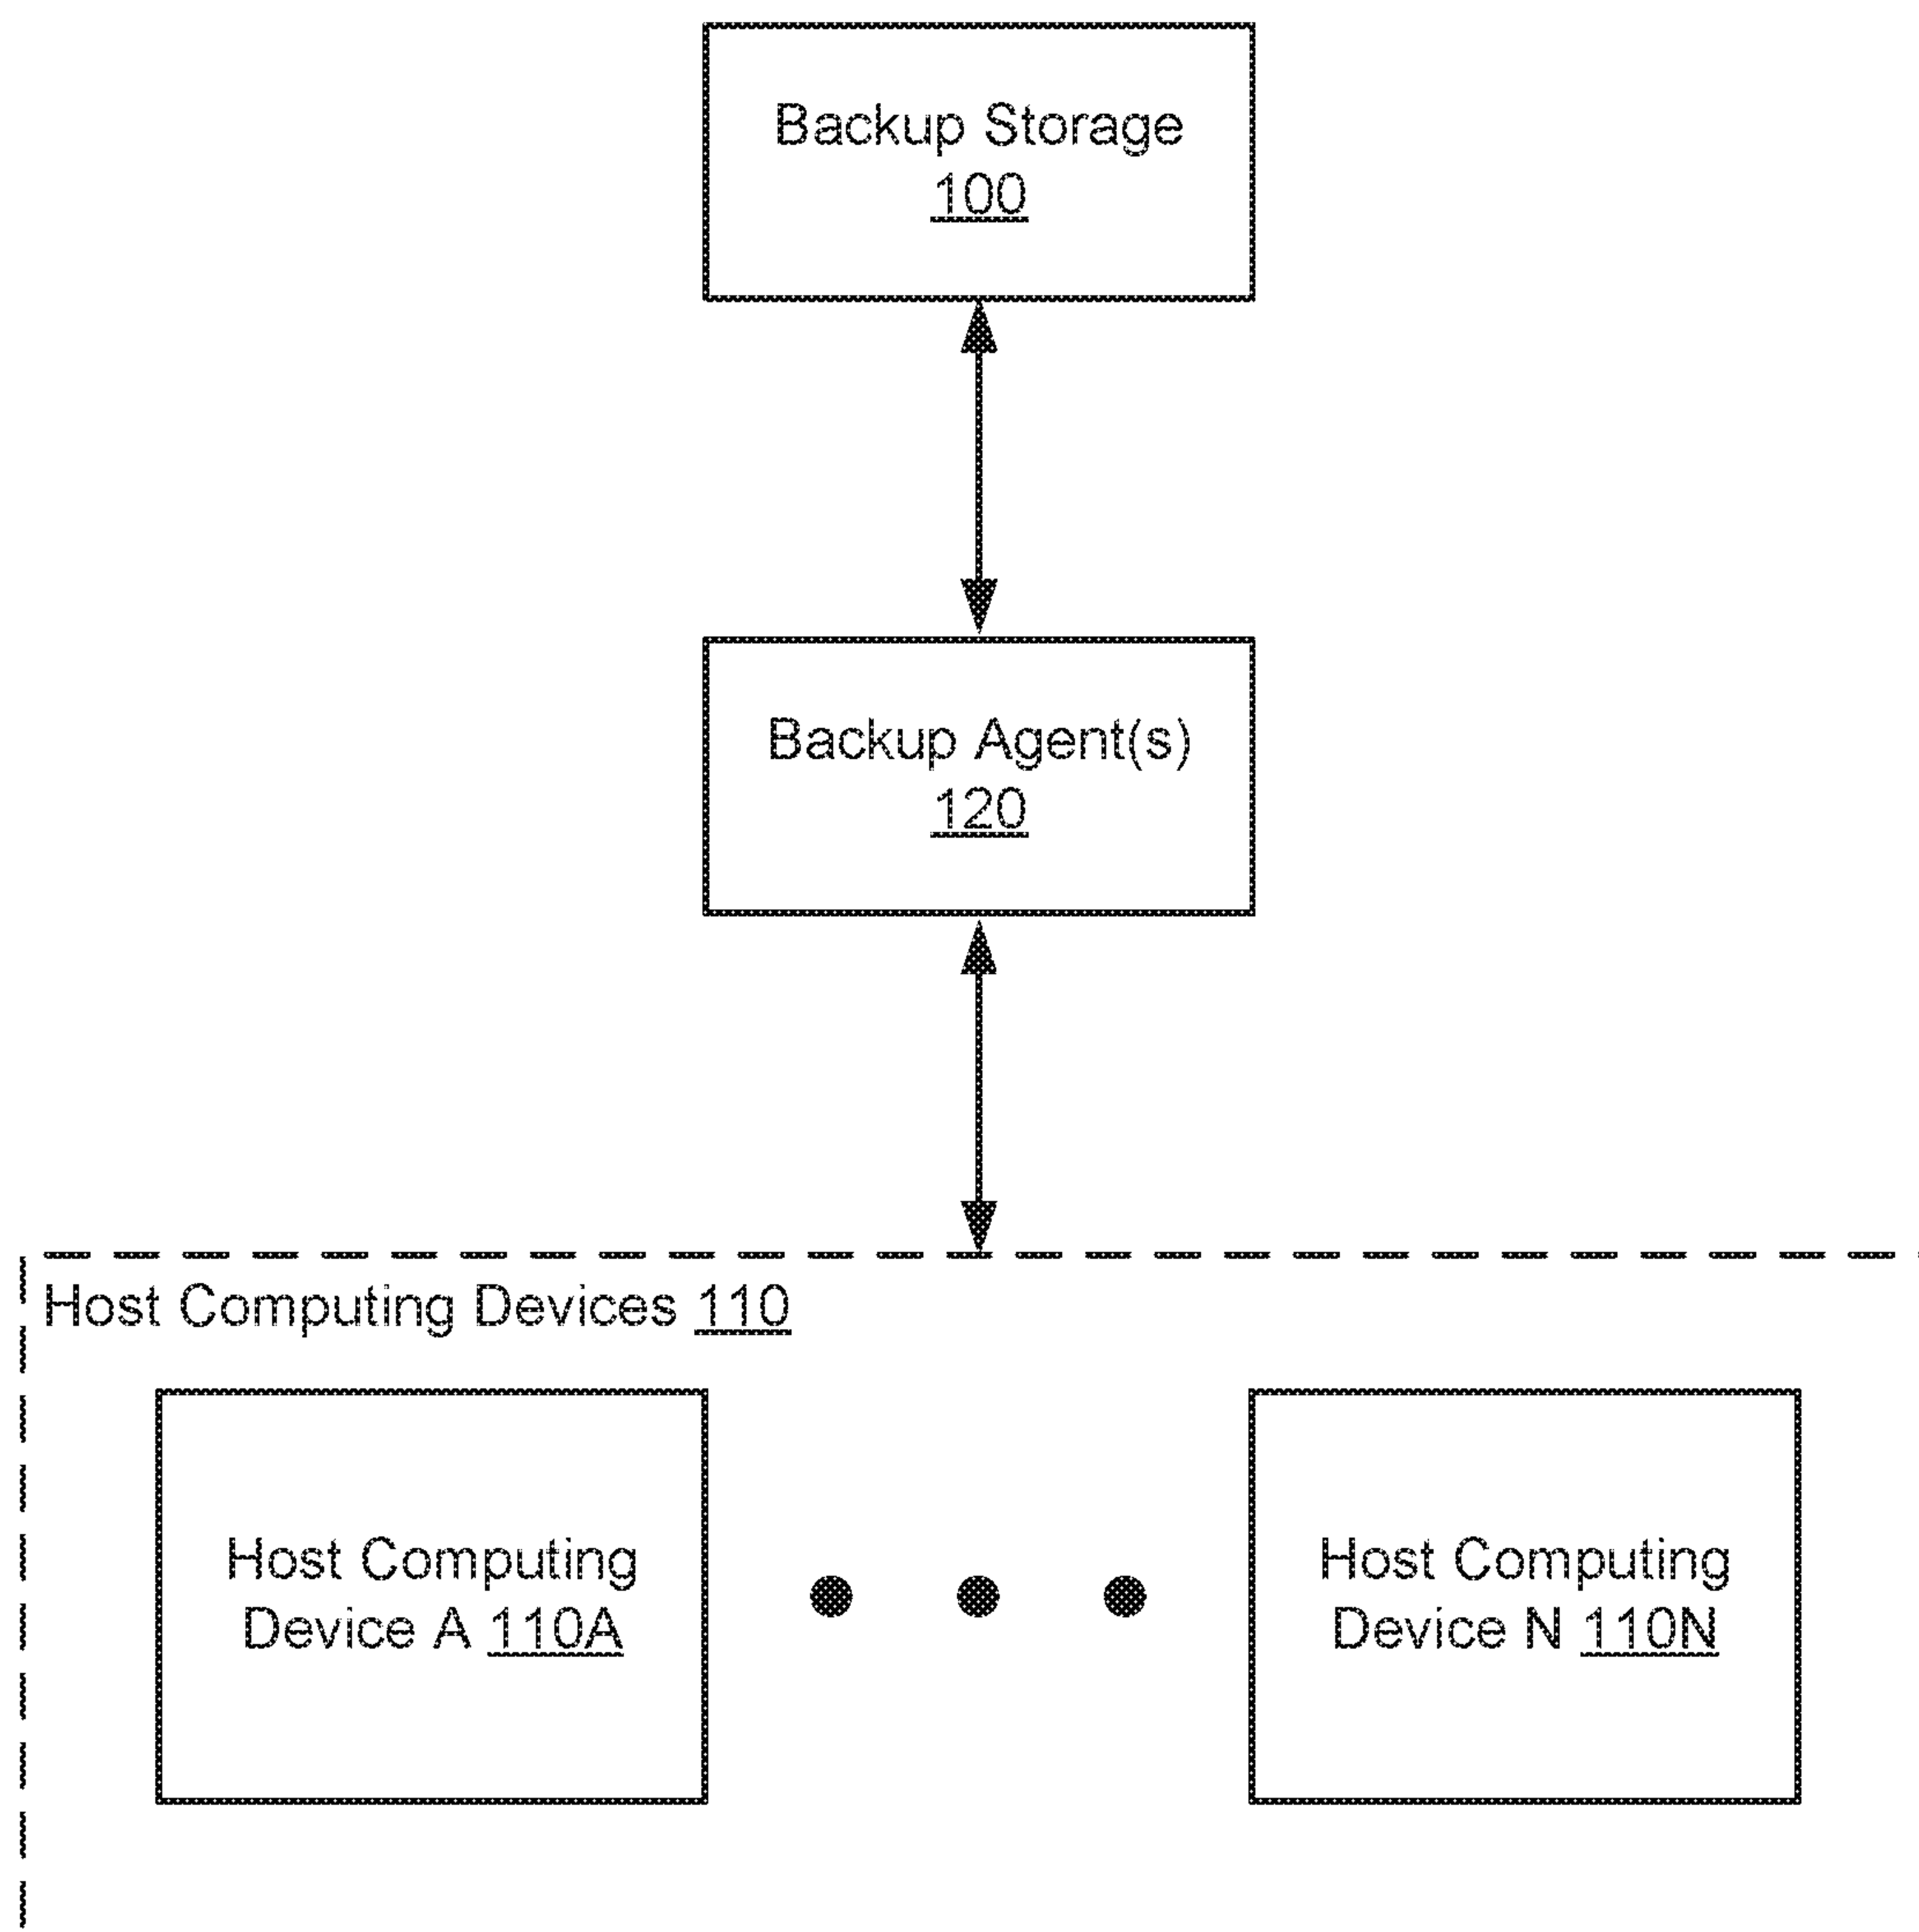 Backup Storage
100
Backup Agent(s)
120
Host Computing Devices 110
Host Computing
Device A 110A
Host Computing
Device N 110N